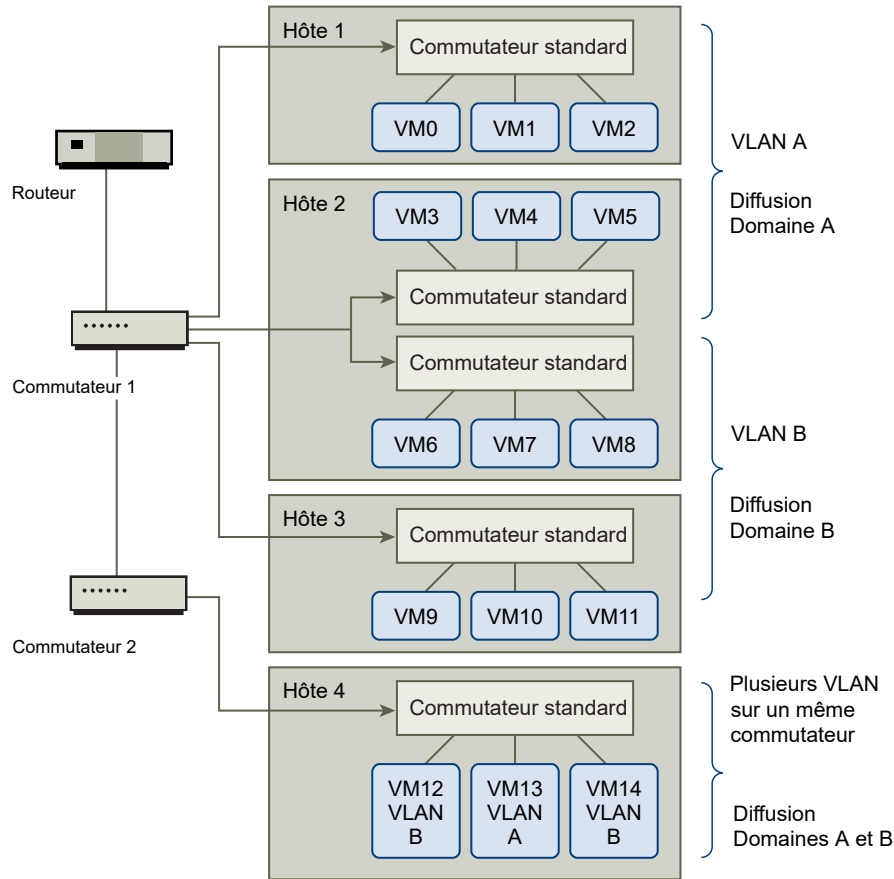 Hôte 1
Commutateur standard
VM0
VM1
VM2
VLAN A
Diffusion
Domaine A
Routeur
Hôte 2
VM3
VM4
VM5
Commutateur standard
Commutateur standard
VM6
VM7
VM8
Commutateur 1
VLAN B
Diffusion
Domaine B
Hôte 3
Commutateur standard
VM9
VM10
VM11
Commutateur 2
Hôte 4
Commutateur standard
VM12
VLAN
B
VM13
VLAN
A
VM14
VLAN
B
Plusieurs VLAN
sur un même
commutateur
Diffusion
Domaines A et B